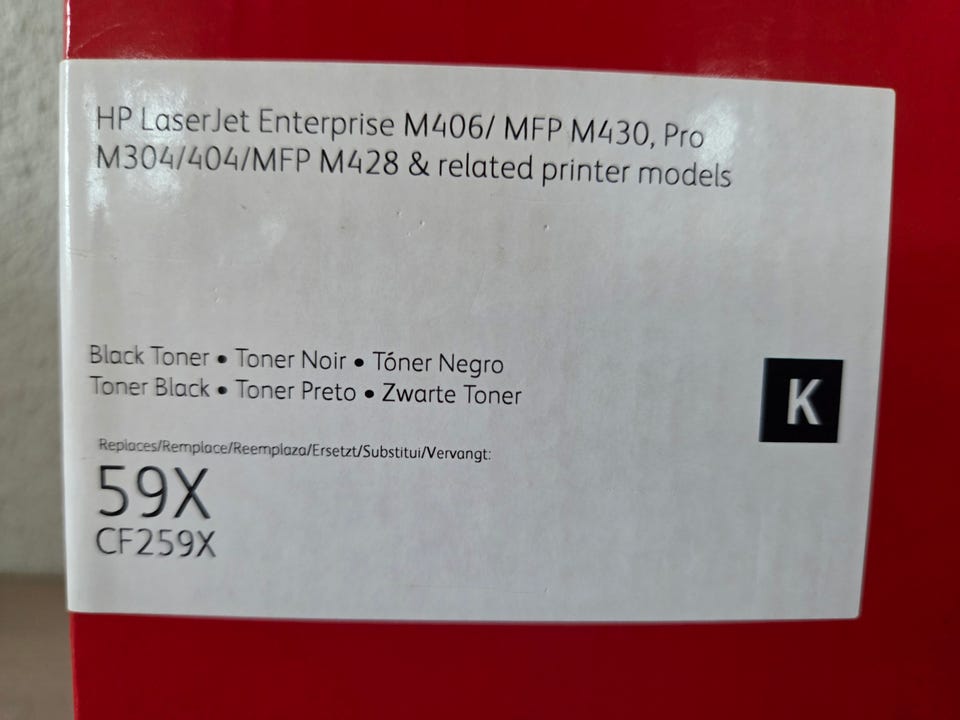 HP LaserJet Enterprise M406/ MFP M430, Pro
M304/404/MFP M428 & related printer models
Black Toner • Toner Noir • Tóner Negro
Toner Black • Toner Preto • Zwarte Toner
K
Replaces/Remplace/Reemplaza/Ersetzt/Substitui/Vervangt:
59X
CF259X